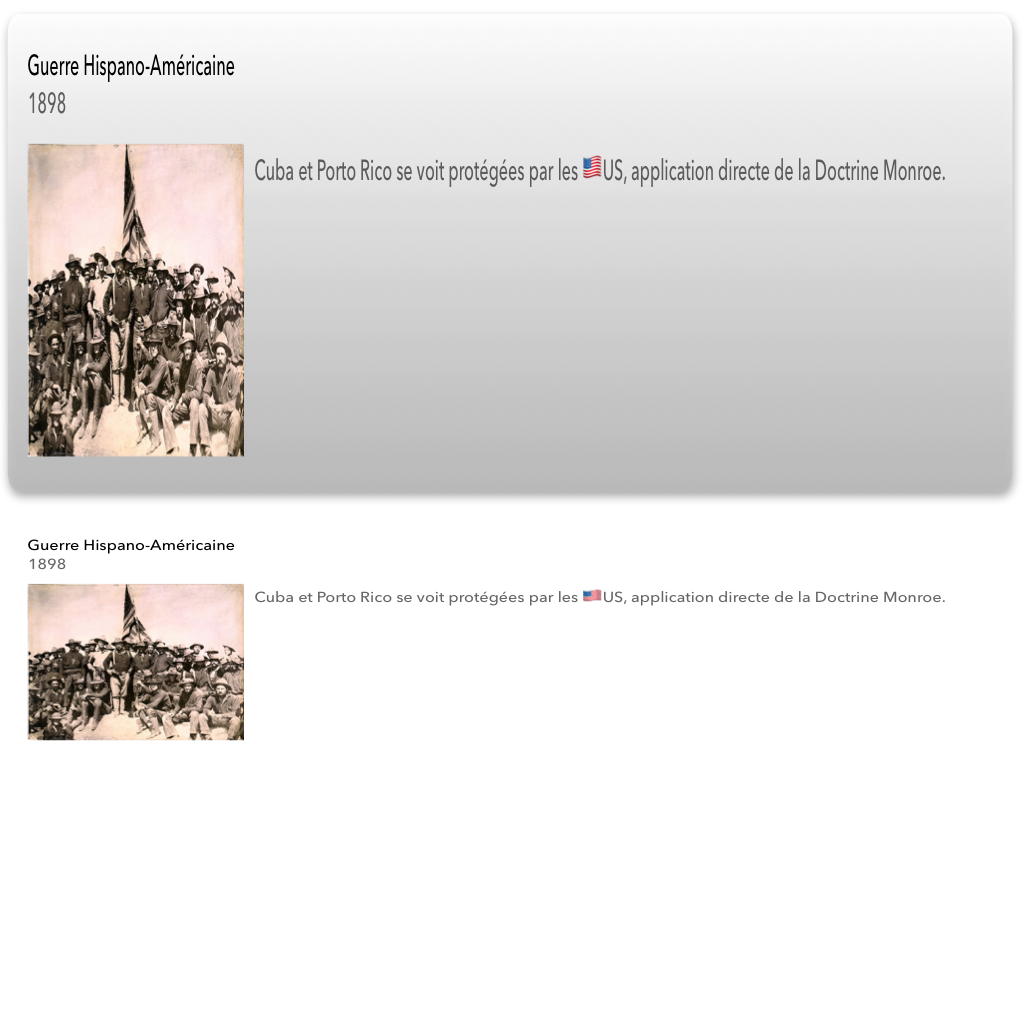 Guerre Hispano-Américaine
1898
Cuba et Porto Rico se voit protégées par les 🇺🇸US, application directe de la Doctrine Monroe.
Guerre Hispano-Américaine
1898
Cuba et Porto Rico se voit protégées par les 🇺🇸US, application directe de la Doctrine Monroe.